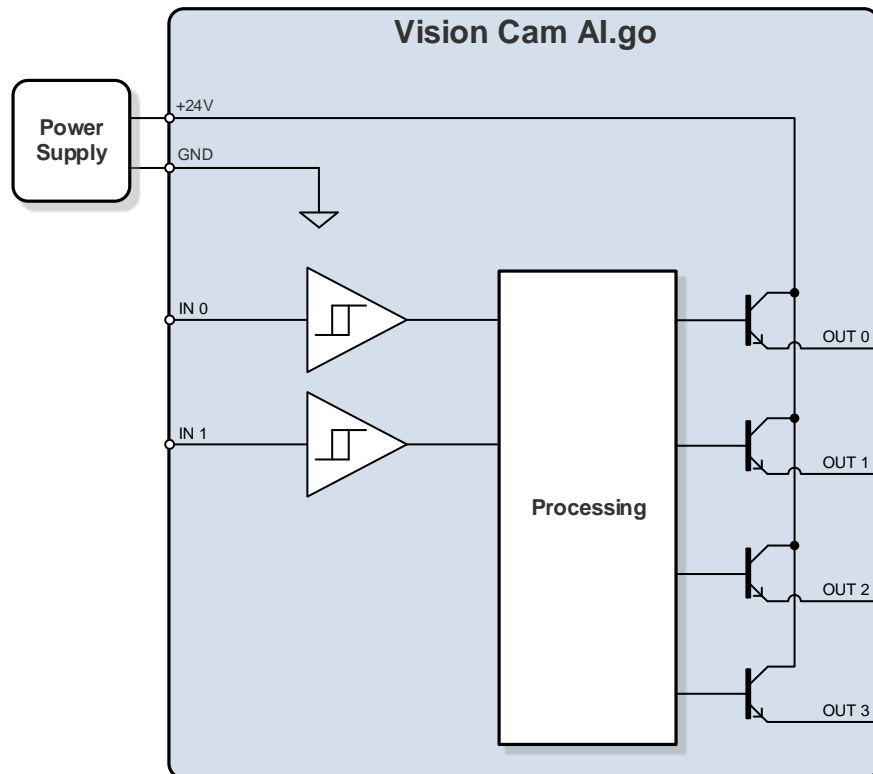 Vision Cam AI.go
+24V
Power
Supply
GND
IN 0
OUT 0
IN 1
OUT 1
Processing
OUT 2
OUT 3